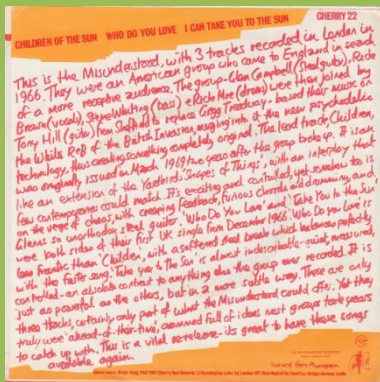 CHERRY 22
CHILDREN OF THE SUN WHO DO YOU LOVE I CAN TAKE YOU TO THE SUN
This is the Misunderstood, with 3 tracks recorded in London in
1966. They were an American group who came to England in search
of a more receptive audience. The group - Glen Campbell (steel guitar), Rick
Brown (vocals), Steve Whiting (bass) & Rick Moe (drums) were then joined by
Tony Hill (guitar) from Sheffield to replace Greg Treadway - based their music on
the White R&B of the British Invasion, merging into it the new psychedelic
technology, thus creating something completely original. The lead track, Children,
was originally issued in March 1969 two years after the group broke up. It is an
like an extension of the Yardbirds 'Shapes of Things', with an interplay that
few contemporaries could match. It's exciting and controlled, yet somehow too is
on the verge of chaos, with creeping feedback, furious chords and drumming, and,
Glenns so unorthodox steel guitar. 'Who Do You Love' and 'I Take You to the Sun,
were both sides of their first UK single from December 1966. Who Do You Love is
less frantic than 'Children', with a softened steel break which balances perfectly
with the faster song. Take You to The Sun is almost indescribable - quiet, measured,
controlled - an absolute contrast to anything else the group ever recorded. It is
just as powerful as the others, but in a more subtle way. These are only
three tracks, certainly only part of what the Misunderstood could offer. Yet they
truly were 'ahead-of-their-time', crammed full of ideas most groups took years
to catch up with. This is a vital re-release - its great to have these songs
available again.